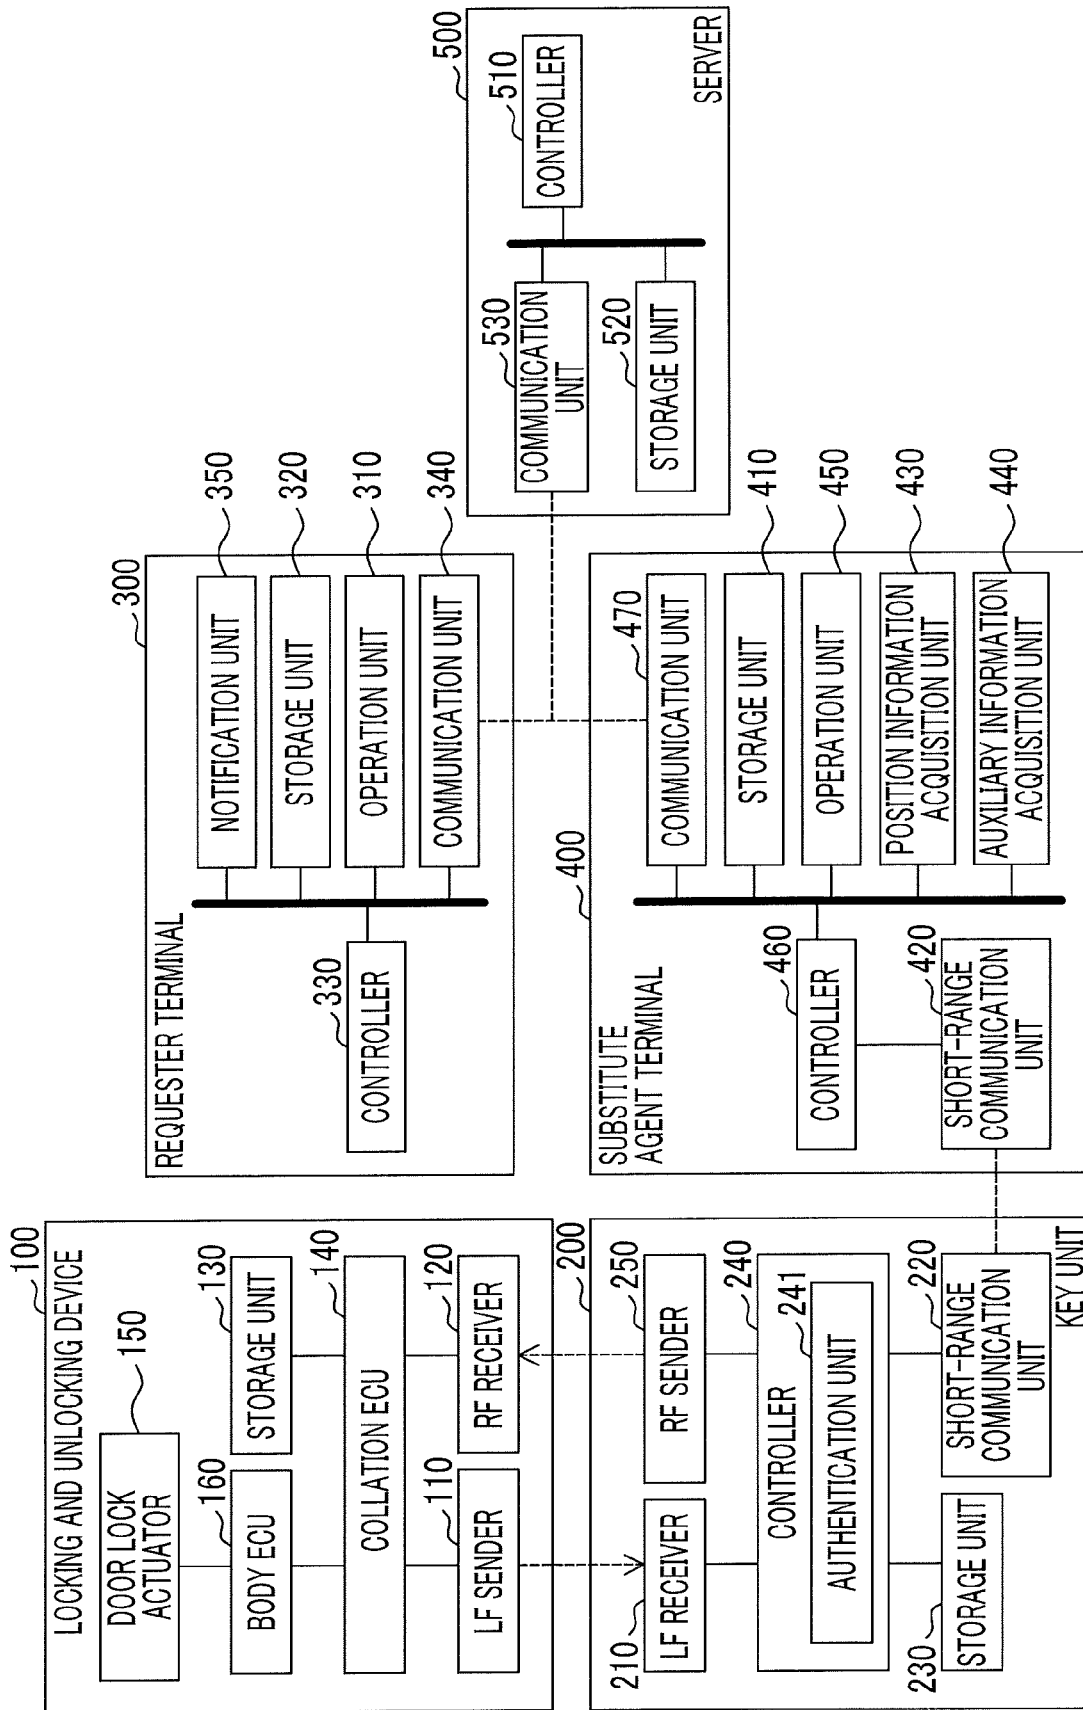 100
LOCKING AND UNLOCKING DEVICE
150
DOOR LOCK
ACTUATOR
160
BODY ECU
130
STORAGE UNIT
140
COLLATION ECU
110
LF SENDER
120
RF RECEIVER
200
210
LF RECEIVER
250
RF SENDER
240
CONTROLLER
241
AUTHENTICATION UNIT
230
STORAGE UNIT
220
SHORT-RANGE
COMMUNICATION
UNIT
KEY UNIT
300
REQUESTER TERMINAL
330
CONTROLLER
NOTIFICATION UNIT
350
STORAGE UNIT
320
OPERATION UNIT
310
COMMUNICATION UNIT
340
400
SUBSTITUTE
AGENT TERMINAL
460
CONTROLLER
420
SHORT-RANGE
COMMUNICATION
UNIT
470
COMMUNICATION UNIT
STORAGE UNIT
410
OPERATION UNIT
450
POSITION INFORMATION
ACQUISITION UNIT
430
AUXILIARY INFORMATION
ACQUISITION UNIT
440
500
530
COMMUNICATION
UNIT
510
CONTROLLER
520
STORAGE UNIT
SERVER